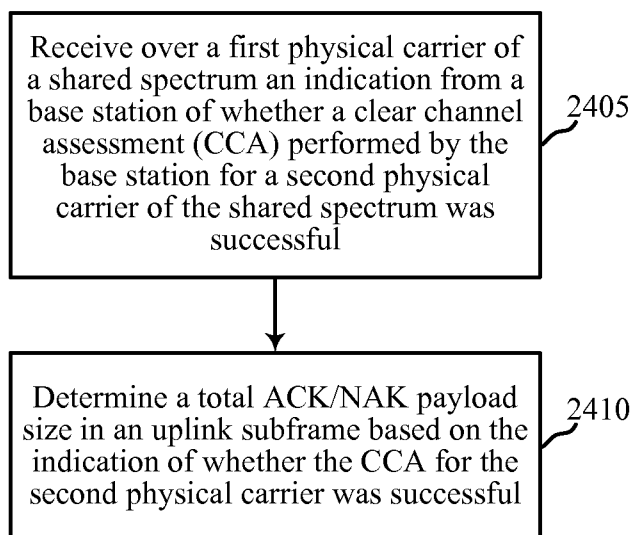 Receive over a first physical carrier of
a shared spectrum an indication from a
base station of whether a clear channel
assessment (CCA) performed by the
base station for a second physical
carrier of the shared spectrum was
successful
2405
Determine a total ACK/NAK payload
size in an uplink subframe based on the
indication of whether the CCA for the
second physical carrier was successful
2410